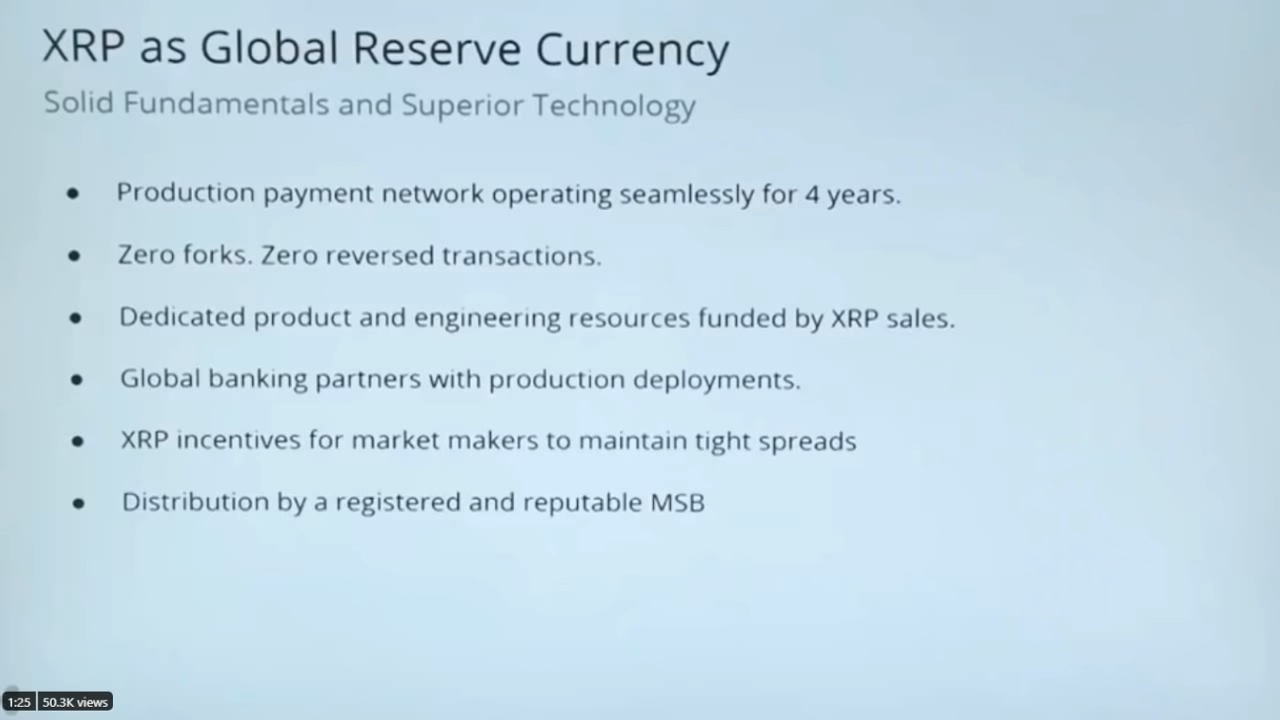 XRP as Global Reserve Currency
Solid Fundamentals and Superior Technology
● Production payment network operating seamlessly for 4 years.
● Zero forks. Zero reversed transactions.
● Dedicated product and engineering resources funded by XRP sales.
● Global banking partners with production deployments.
● XRP incentives for market makers to maintain tight spreads
● Distribution by a registered and reputable MSB
1:25 50.3K views